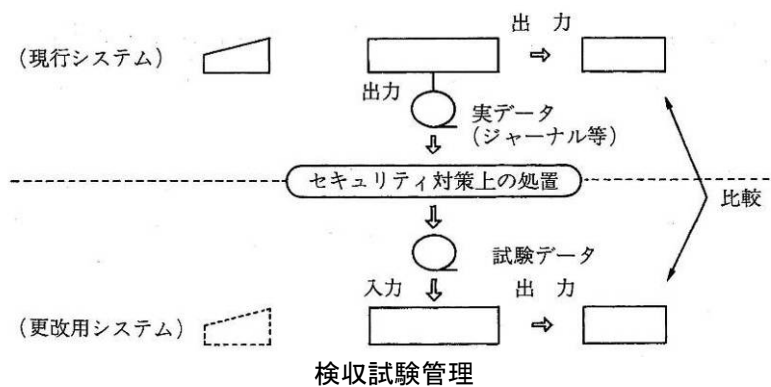 出 力
(現行システム)
出力
実データ
(ジャーナル等)
セキュリティ対策上の処置
比較
試験データ
入力
出 力
(更改用システム)
検収試験管理